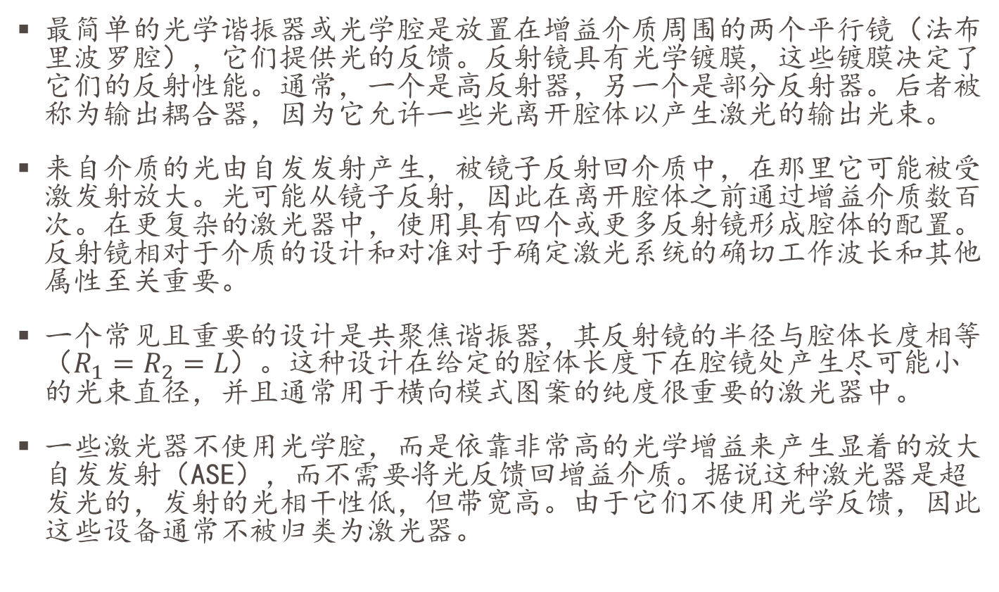 ▪ 最简单的光学谐振器或光学腔是放置在增益介质周围的两个平行镜（法布
里波罗腔），它们提供光的反馈。反射镜具有光学镀膜，这些镀膜决定了
它们的反射性能。通常，一个是高反射器，另一个是部分反射器。后者被
称为输出耦合器，因为它允许一些光离开腔体以产生激光的输出光束。
▪ 来自介质的光由自发发射产生，被镜子反射回介质中，在那里它可能被受
激发射放大。光可能从镜子反射，因此在离开腔体之前通过增益介质数百
次。在更复杂的激光器中，使用具有四个或更多反射镜形成腔体的配置。
反射镜相对于介质的设计和对准对于确定激光系统的确切工作波长和其他
属性至关重要。
▪ 一个常见且重要的设计是共聚焦谐振器，其反射镜的半径与腔体长度相等
（R₁ = R₂ = L）。这种设计在给定的腔体长度下在腔镜处产生尽可能小
的光束直径，并且通常用于横向模式图案的纯度很重要的激光器中。
▪ 一些激光器不使用光学腔，而是依靠非常高的光学增益来产生显着的放大
自发发射（ASE），而不需要将光反馈回增益介质。据说这种激光器是超
发光的，发射的光相干性低，但带宽高。由于它们不使用光学反馈，因此
这些设备通常不被归类为激光器。